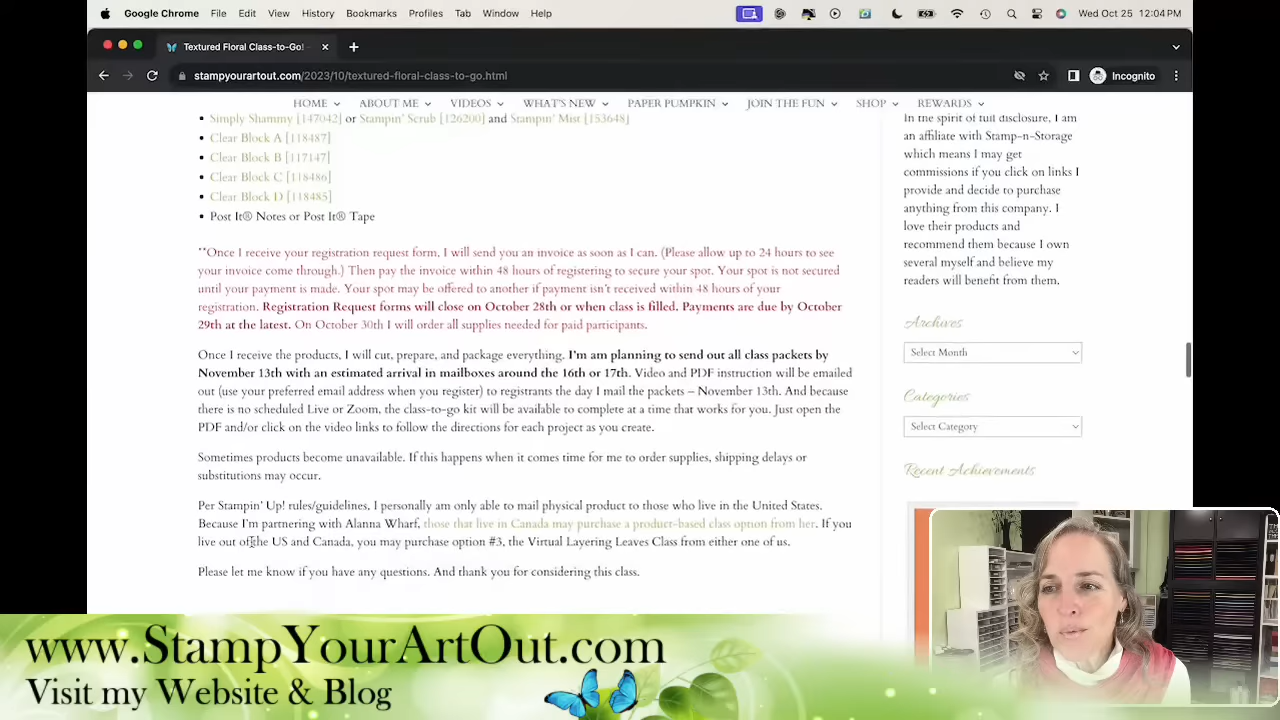 Google Chrome File Edit View History Bookmarks Profiles Tab Window Help Wed Oct 25 12:04 PM
Textured Floral Class-to-Go!
stampyourartout.com/2023/10/textured-floral-class-to-go.html Incognito
HOME ABOUT ME VIDEOS WHAT'S NEW PAPER PUMPKIN JOIN THE FUN SHOP REWARDS
Simply Shammy [147042] or Stampin' Scrub [126200] and Stampin' Mist [153648]
Clear Block A [118487]
Clear Block B [117147]
Clear Block C [118486]
Clear Block D [118485]
Post It® Notes or Post It® Tape
**Once I receive your registration request form, I will send you an invoice as soon as I can. (Please allow up to 24 hours to see
your invoice come through.) Then pay the invoice within 48 hours of registering to secure your spot. Your spot is not secured
until your payment is made. Your spot may be offered to another if payment isn't received within 48 hours of your
registration. Registration Request forms will close on October 28th or when class is filled. Payments are due by October
29th at the latest. On October 30th I will order all supplies needed for paid participants.
Once I receive the products, I will cut, prepare, and package everything. I'm am planning to send out all class packets by
November 13th with an estimated arrival in mailboxes around the 16th or 17th. Video and PDF instruction will be emailed
out (use your preferred email address when you register) to registrants the day I mail the packets – November 13th. And because
there is no scheduled Live or Zoom, the class-to-go kit will be available to complete at a time that works for you. Just open the
PDF and/or click on the video links to follow the directions for each project as you create.
Sometimes products become unavailable. If this happens when it comes time for me to order supplies, shipping delays or
substitutions may occur.
Per Stampin' Up! rules/guidelines, I personally am only able to mail physical product to those who live in the United States.
Because I'm partnering with Alanna Wharf, those that live in Canada may purchase a product-based class option from her. If you
live out of the US and Canada, you may purchase option #3, the Virtual Layering Leaves Class from either one of us.
Please let me know if you have any questions. And thank you for considering this class.
In the spirit of full disclosure, I am
an affiliate with Stamp-n-Storage
which means I may get
commissions if you click on links I
provide and decide to purchase
anything from this company. I
love their products and
recommend them because I own
several myself and believe my
readers will benefit from them.
Archives
Select Month
Categories
Select Category
Recent Achievements
www.StampYourArtOut.com
Visit my Website & Blog